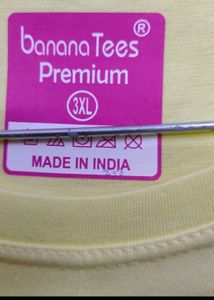 banana Tees ®
Premium
3XL
MADE IN INDIA